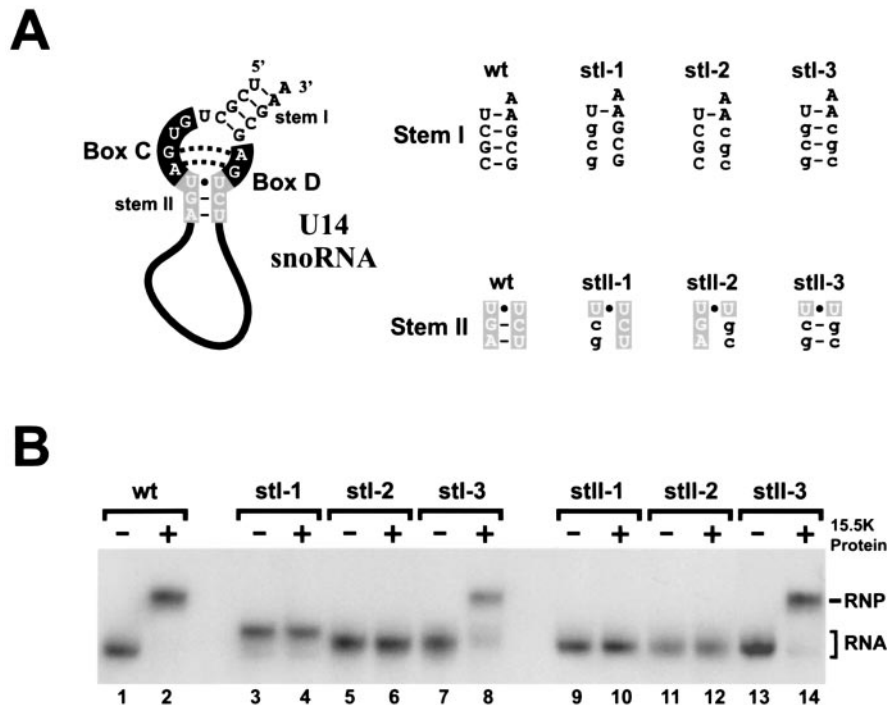 A
5'
3'
U
C
G
C
U
A
A
G
C
G
stem I
Box C
G
U
G
A
A
G
Box D
stem II
U • U
G – C
A – U
U14
snoRNA
wt stI-1 stI-2 stI-3
Stem I
A A A A
U – A U – A U – A U – A
C – G g G C c g – c
G – C c C G g c – g
C – G g G C c g – c
wt stII-1 stII-2 stII-3
Stem II
U • U U • U U • U U • U
G – C c C G g c – g
A – U g U A c g – c
B
wt stI-1 stI-2 stI-3 stII-1 stII-2 stII-3
– + – + – + – + – + – + – + 15.5K
Protein
–RNP
RNA
1 2 3 4 5 6 7 8 9 10 11 12 13 14